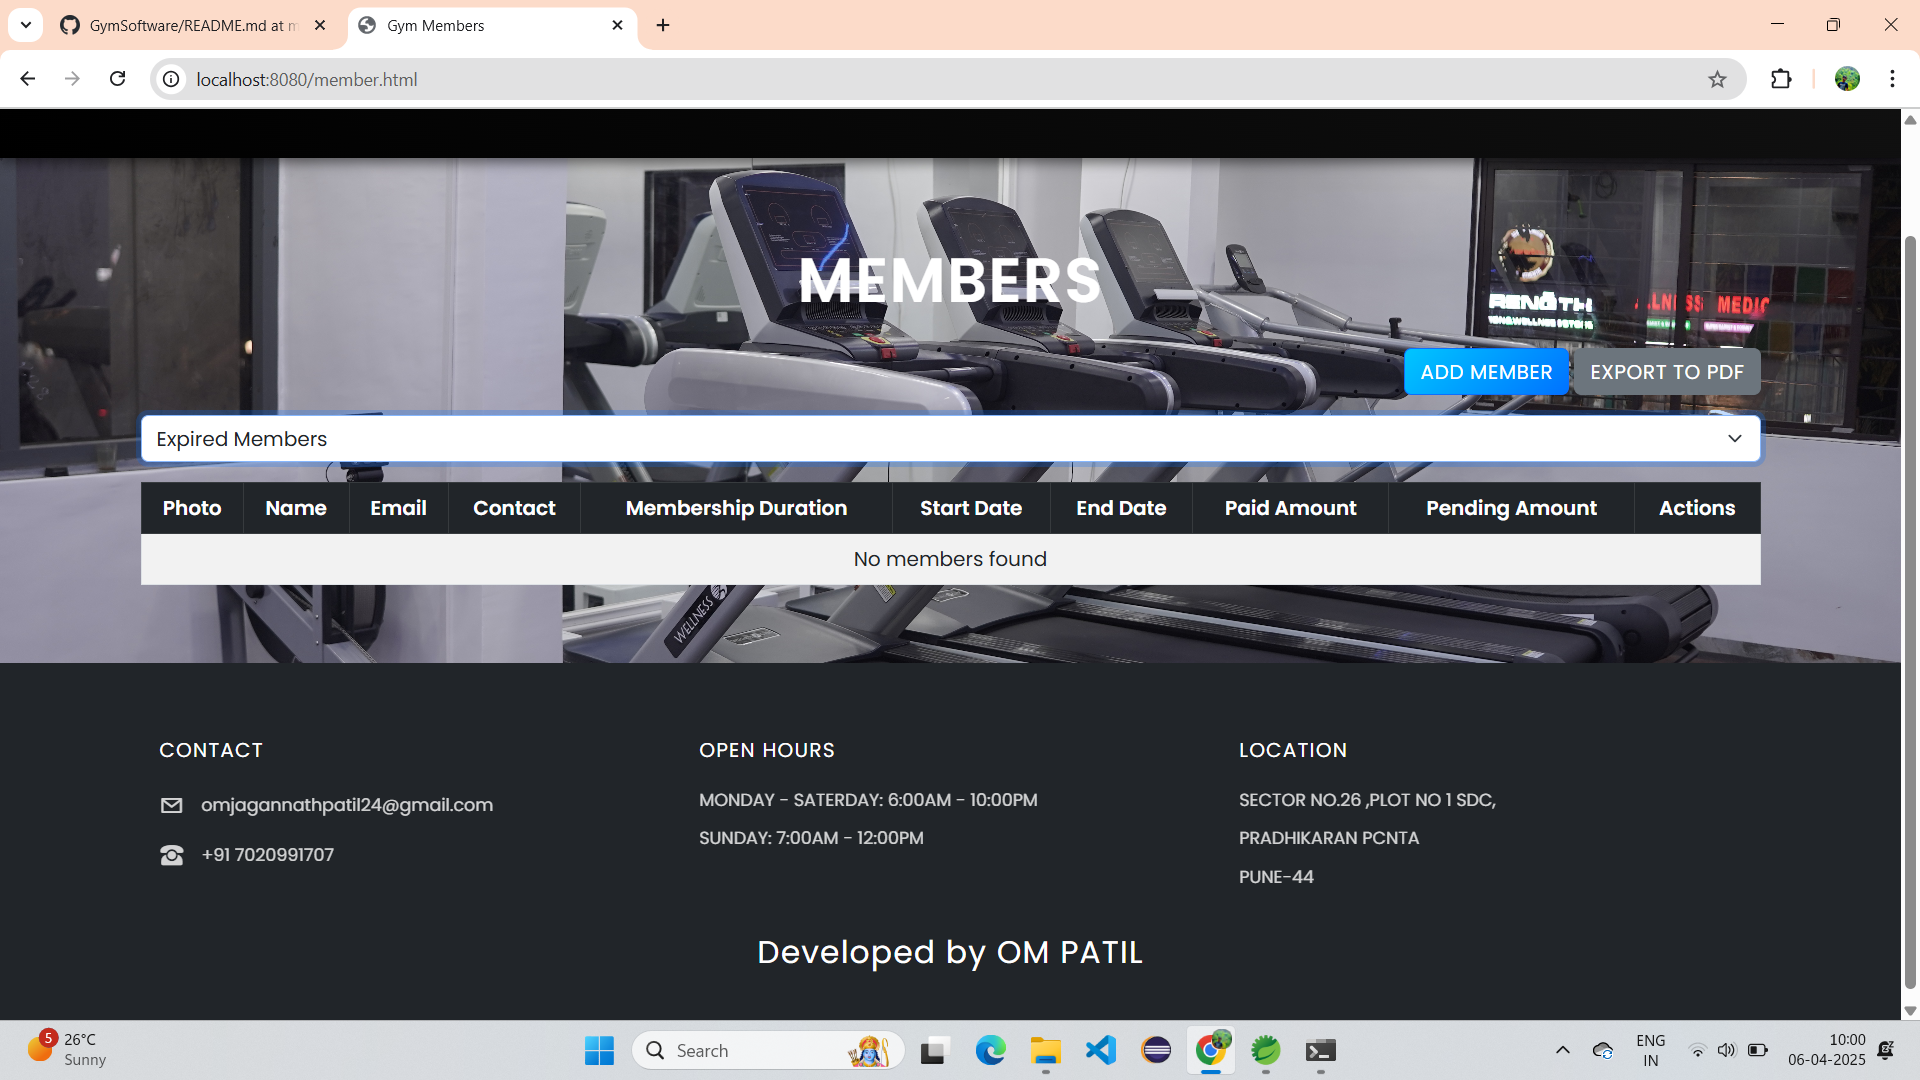 GymSoftware/README.md at m
Gym Members
localhost:8080/member.html
MEMBERS
MEDIC
ADD MEMBER
EXPORT TO PDF
Expired Members
Photo Name Email Contact Membership Duration Start Date End Date Paid Amount Pending Amount Actions
No members found
WELLNESS
CONTACT
omjagannathpatil24@gmail.com
+91 7020991707
OPEN HOURS
MONDAY - SATERDAY: 6:00AM - 10:00PM
SUNDAY: 7:00AM - 12:00PM
LOCATION
SECTOR NO.26 ,PLOT NO 1 SDC,
PRADHIKARAN PCNTA
PUNE-44
Developed by OM PATIL
5
26°C
Sunny
Search
ENG
IN
10:00
06-04-2025